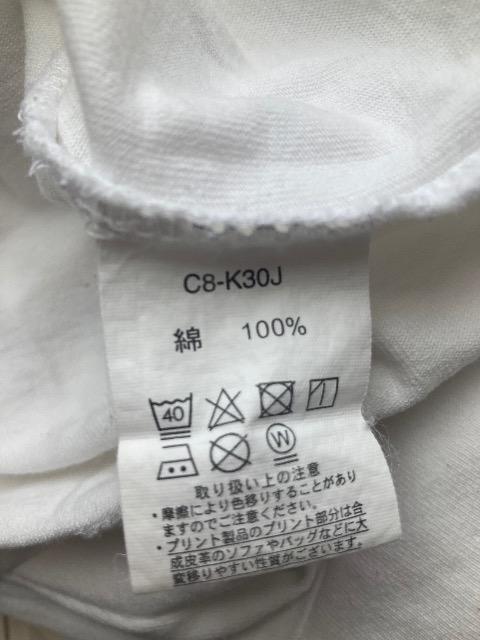 C8-K30J
綿 100%
40
W
取り扱い上の注意
・摩擦により色移りすることがあり
ますのでご注意ください。
・プリント製品のプリント部分は合
成皮革のソファやバッグなどに大
変移りやすい性質がございます。